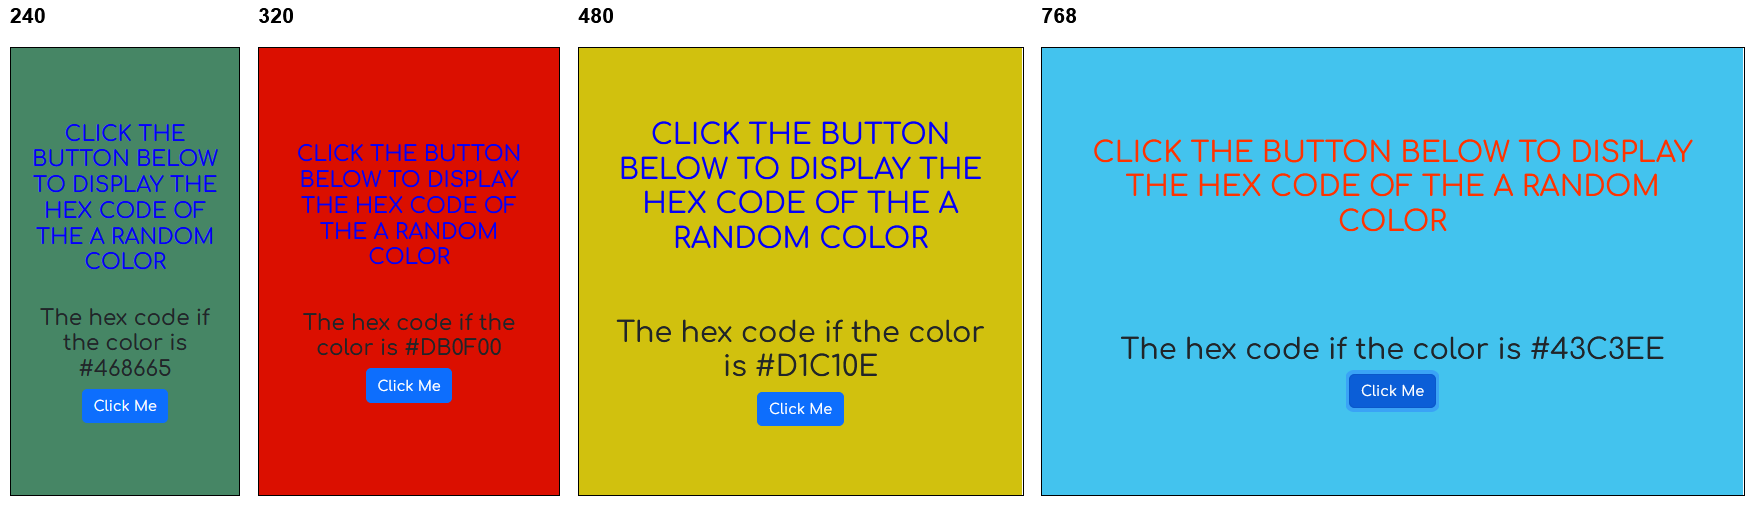 240
CLICK THE
BUTTON BELOW
TO DISPLAY THE
HEX CODE OF
THE A RANDOM
COLOR
The hex code if
the color is
#468665
Click Me
320
CLICK THE BUTTON
BELOW TO DISPLAY
THE HEX CODE OF
THE A RANDOM
COLOR
The hex code if the
color is #DB0F00
Click Me
480
CLICK THE BUTTON
BELOW TO DISPLAY THE
HEX CODE OF THE A
RANDOM COLOR
The hex code if the color
is #D1C10E
Click Me
768
CLICK THE BUTTON BELOW TO DISPLAY
THE HEX CODE OF THE A RANDOM
COLOR
The hex code if the color is #43C3EE
Click Me